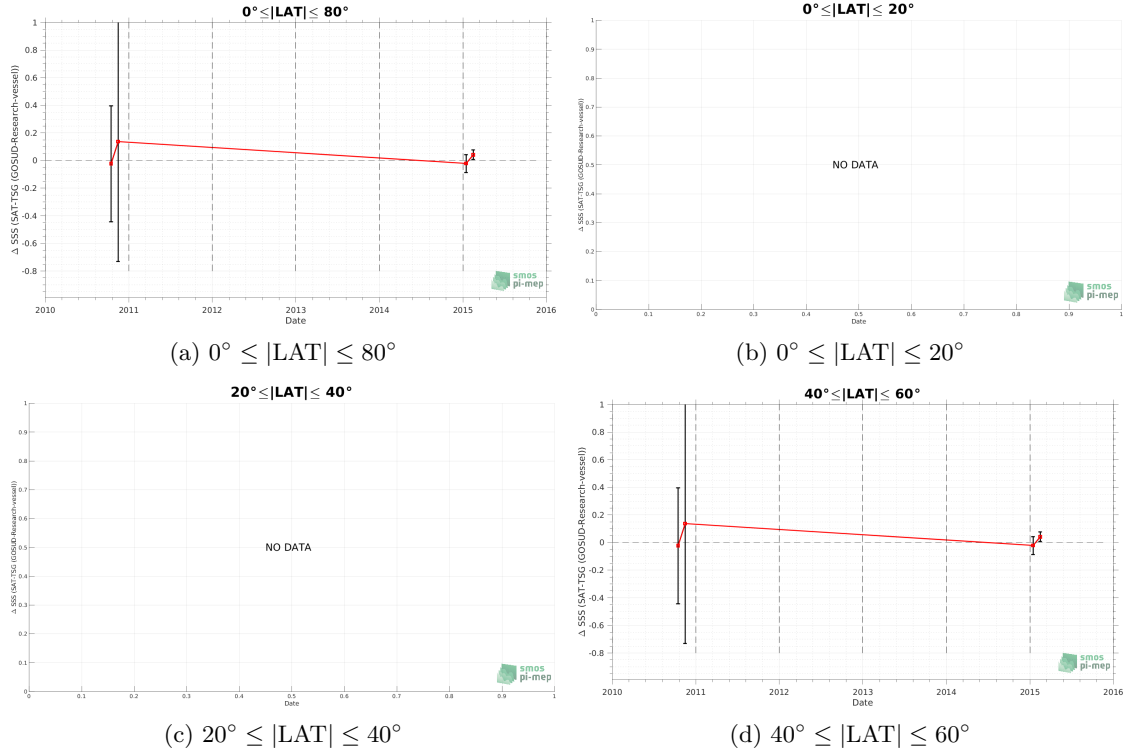 0°≤|LAT|≤ 80°
1
0.8
0.6
0.4
0.2
0
-0.2
-0.4
-0.6
-0.8
Δ SSS (SAT-TSG (GOSUD-Research-vessel))
2010 2011 2012 2013 2014 2015 2016
Date
smos
pi-mep
(a) 0° ≤ |LAT| ≤ 80°
0°≤|LAT|≤ 20°
1
0.9
0.8
0.7
0.6
0.5
0.4
0.3
0.2
0.1
0
Δ SSS (SAT-TSG (GOSUD-Research-vessel))
NO DATA
0 0.1 0.2 0.3 0.4 0.5 0.6 0.7 0.8 0.9 1
Date
smos
pi-mep
(b) 0° ≤ |LAT| ≤ 20°
20°≤|LAT|≤ 40°
1
0.9
0.8
0.7
0.6
0.5
0.4
0.3
0.2
0.1
0
Δ SSS (SAT-TSG (GOSUD-Research-vessel))
NO DATA
0 0.1 0.2 0.3 0.4 0.5 0.6 0.7 0.8 0.9 1
Date
smos
pi-mep
(c) 20° ≤ |LAT| ≤ 40°
40°≤|LAT|≤ 60°
1
0.8
0.6
0.4
0.2
0
-0.2
-0.4
-0.6
-0.8
Δ SSS (SAT-TSG (GOSUD-Research-vessel))
2010 2011 2012 2013 2014 2015 2016
Date
smos
pi-mep
(d) 40° ≤ |LAT| ≤ 60°